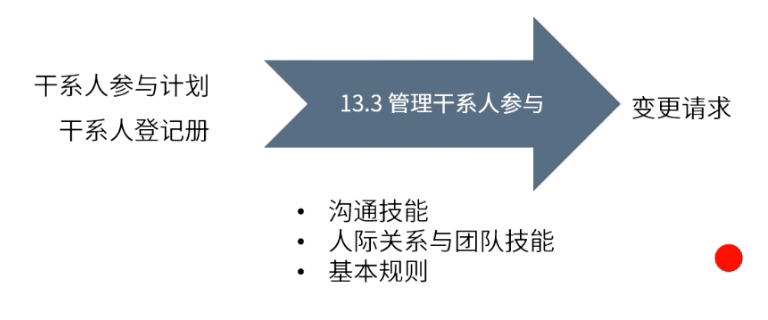 干系人参与计划
干系人登记册
13.3 管理干系人参与
变更请求
• 沟通技能
• 人际关系与团队技能
• 基本规则